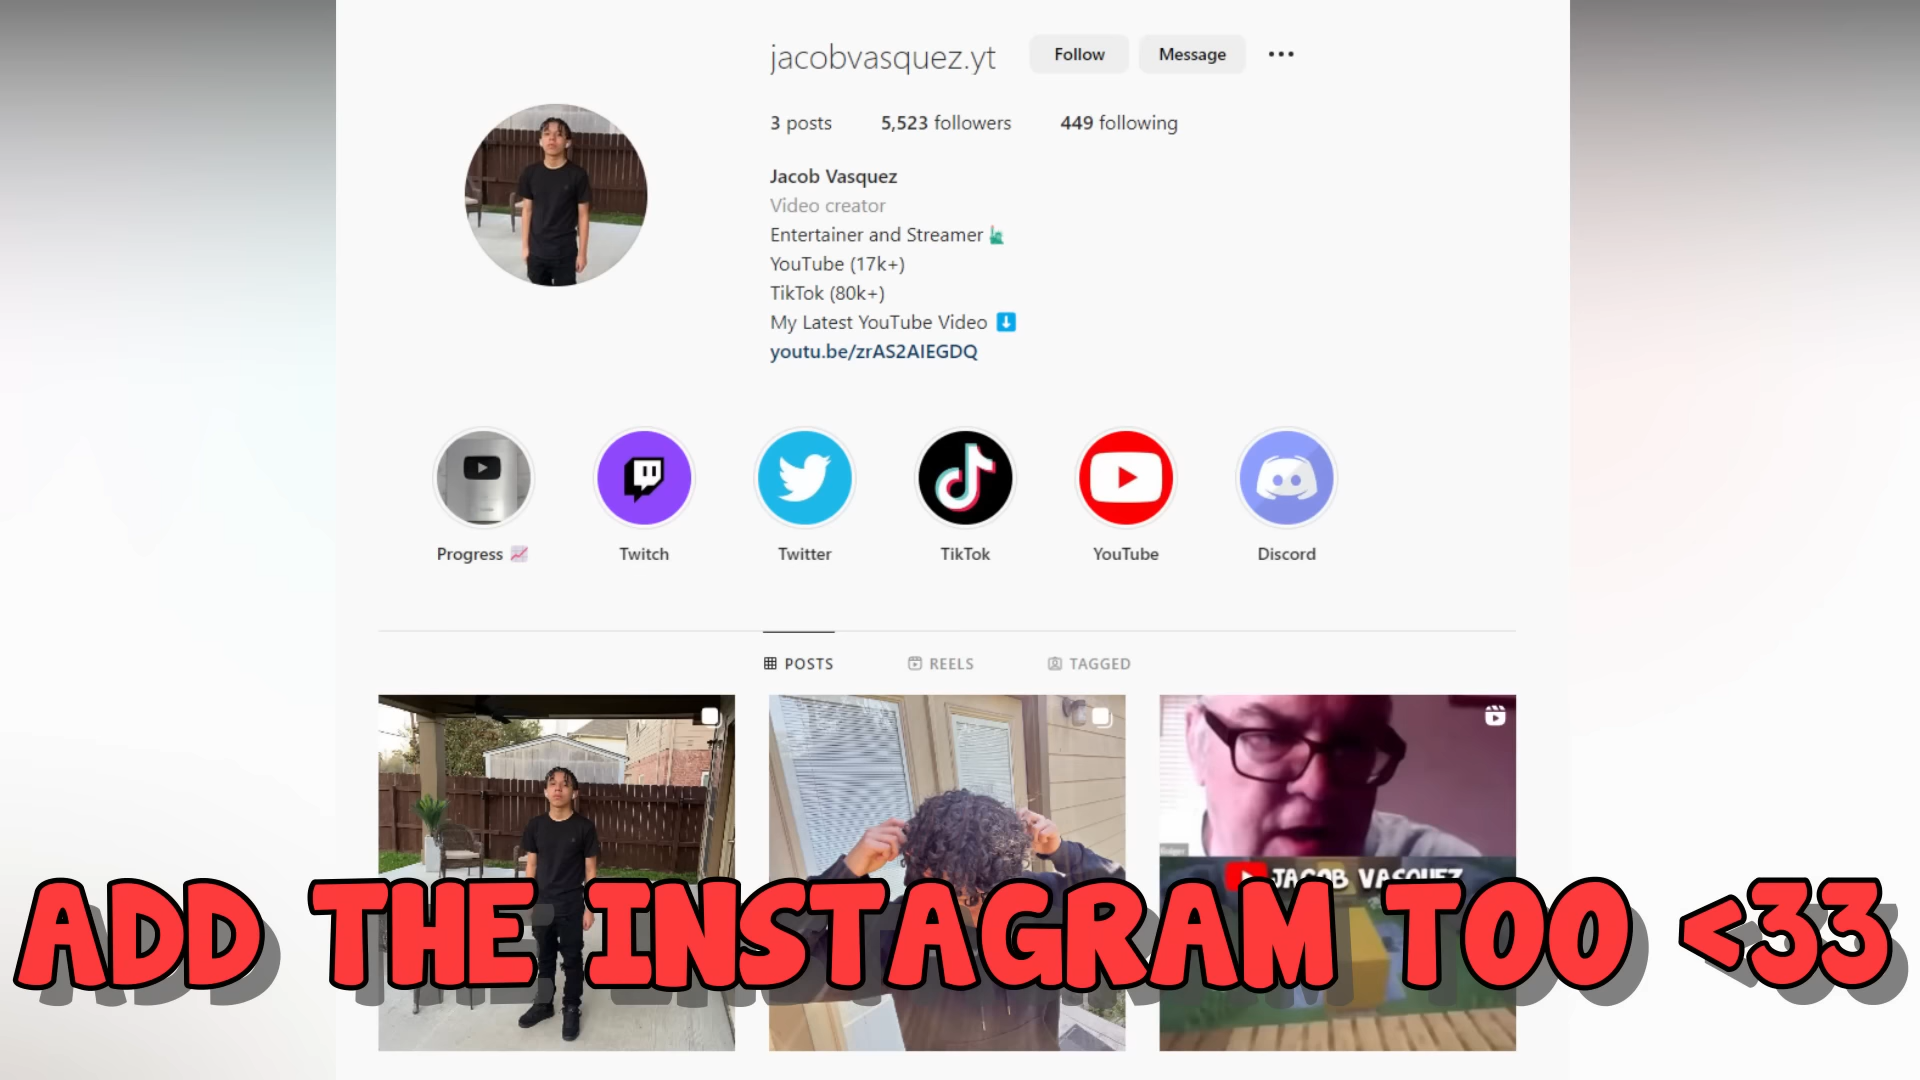 jacobvasquez.yt Follow Message
3 posts 5,523 followers 449 following
Jacob Vasquez
Video creator
Entertainer and Streamer
YouTube (17k+)
TikTok (80k+)
My Latest YouTube Video
youtu.be/zrAS2AIEGDQ
Progress Twitch Twitter TikTok YouTube Discord
POSTS REELS TAGGED
JACOB VASQUEZ
ADD THE INSTAGRAM TOO <33